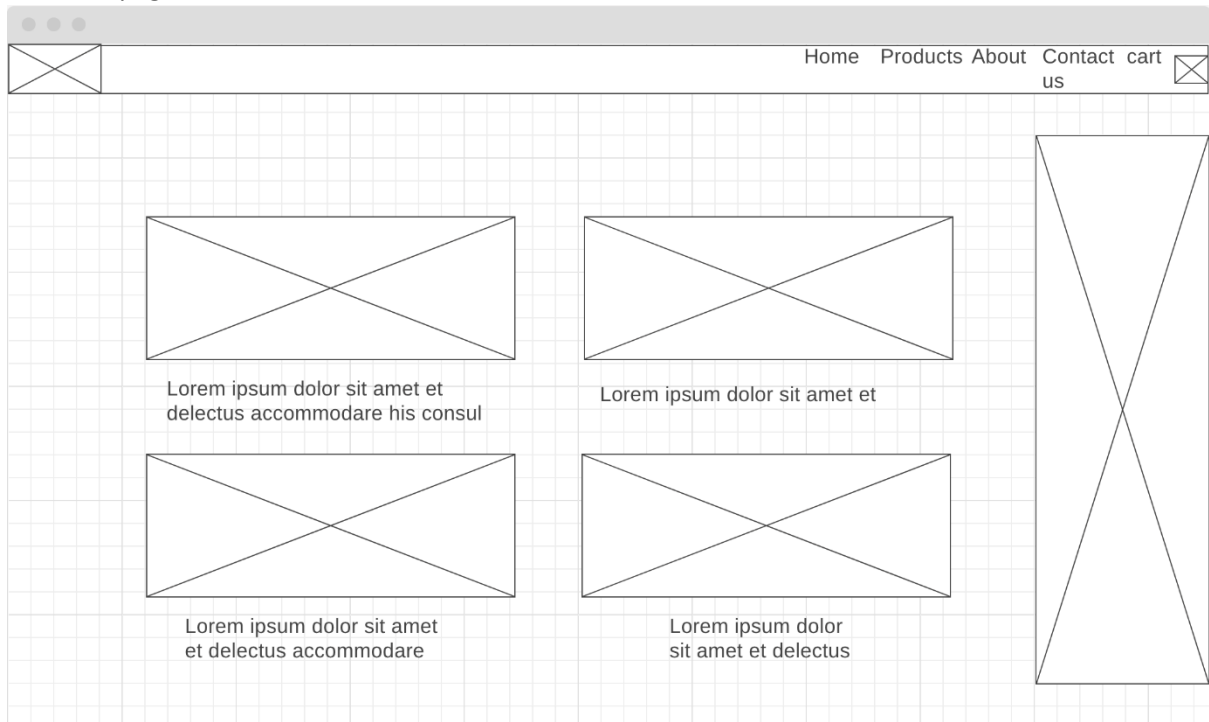 Home Products About Contact cart
us
Lorem ipsum dolor sit amet et
delectus accommodare his consul
Lorem ipsum dolor sit amet et
Lorem ipsum dolor sit amet
et delectus accommodare
Lorem ipsum dolor
sit amet et delectus